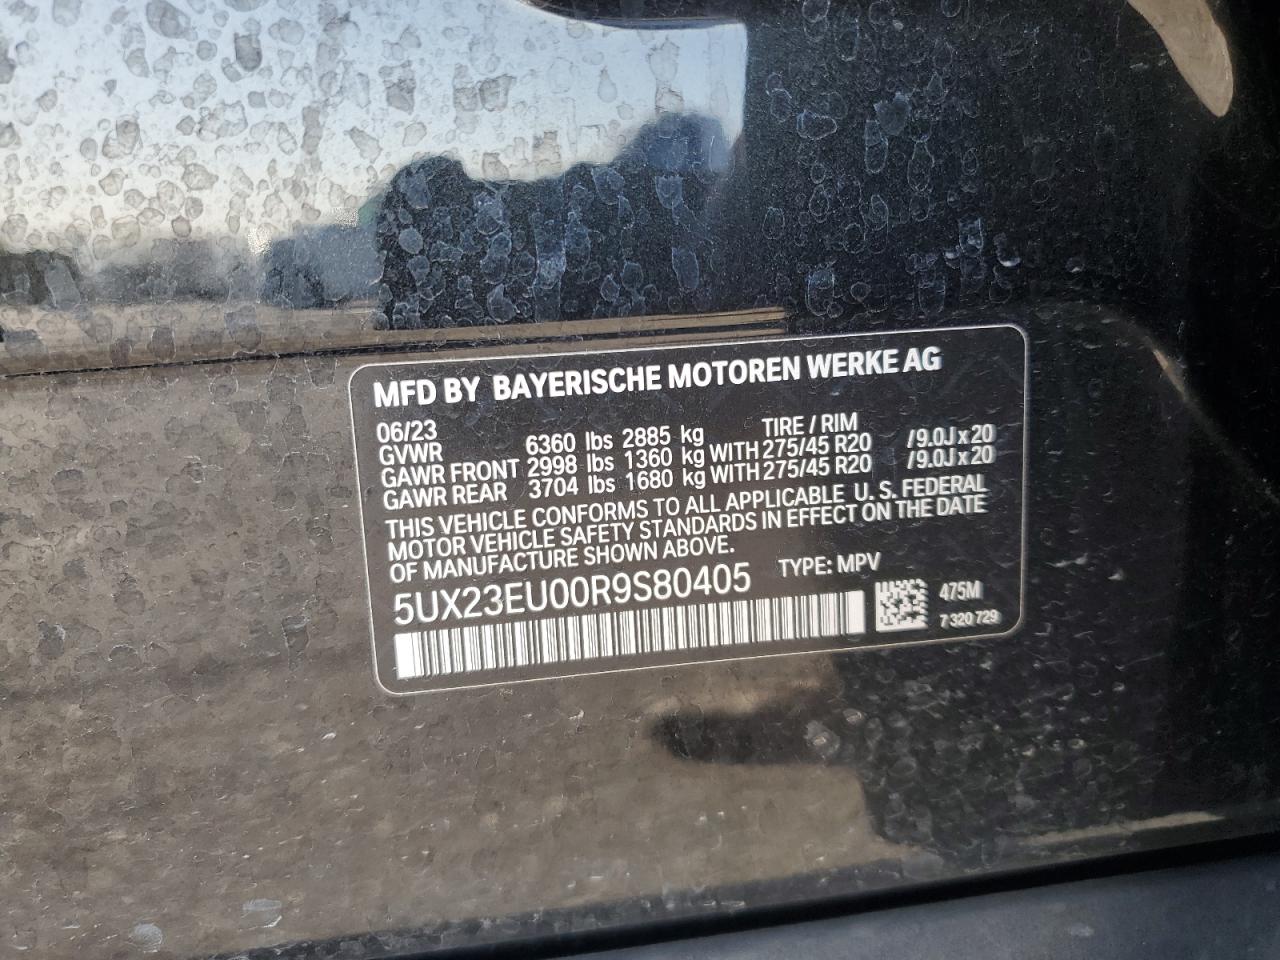 MFD BY BAYERISCHE MOTOREN WERKE AG
06/23 TIRE / RIM
GVWR 6360 lbs 2885 kg
GAWR FRONT 2998 lbs 1360 kg WITH 275/45 R20 /9.0J x 20
GAWR REAR 3704 lbs 1680 kg WITH 275/45 R20 /9.0J x 20
THIS VEHICLE CONFORMS TO ALL APPLICABLE U. S. FEDERAL
MOTOR VEHICLE SAFETY STANDARDS IN EFFECT ON THE DATE
OF MANUFACTURE SHOWN ABOVE.
5UX23EU00R9S80405 TYPE: MPV
475M
7 320 729